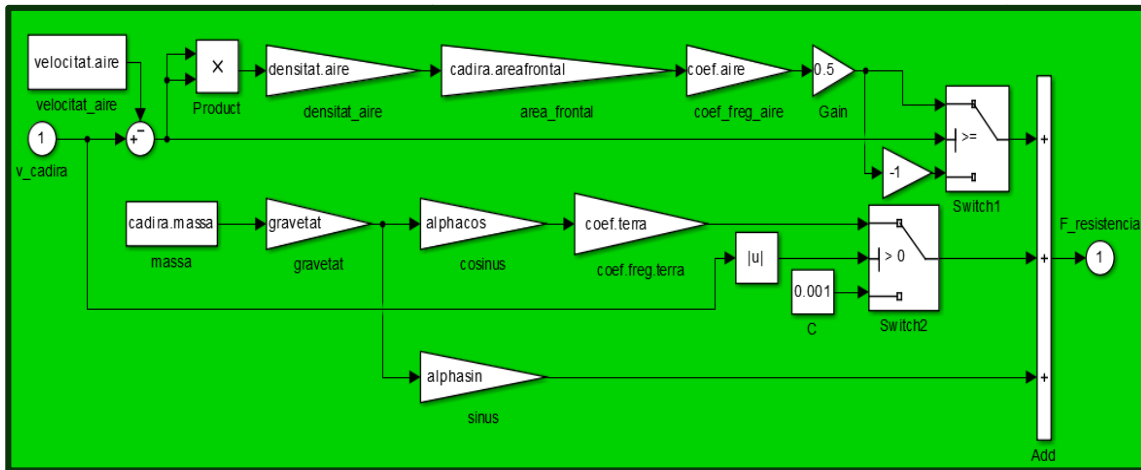 velocitat.aire
velocitat_aire
×
Product
densitat.aire
densitat_aire
cadira.areafrontal
area_frontal
coef.aire
coef_freg_aire
0.5
Gain
1
v_cadira
+
−
>=
-1
Switch1
+
cadira.massa
massa
gravetat
gravetat
alphacos
cosinus
coef.terra
coef.freg.terra
|u|
> 0
0.001
C
Switch2
+
F_resistencia
1
alphasin
sinus
+
Add